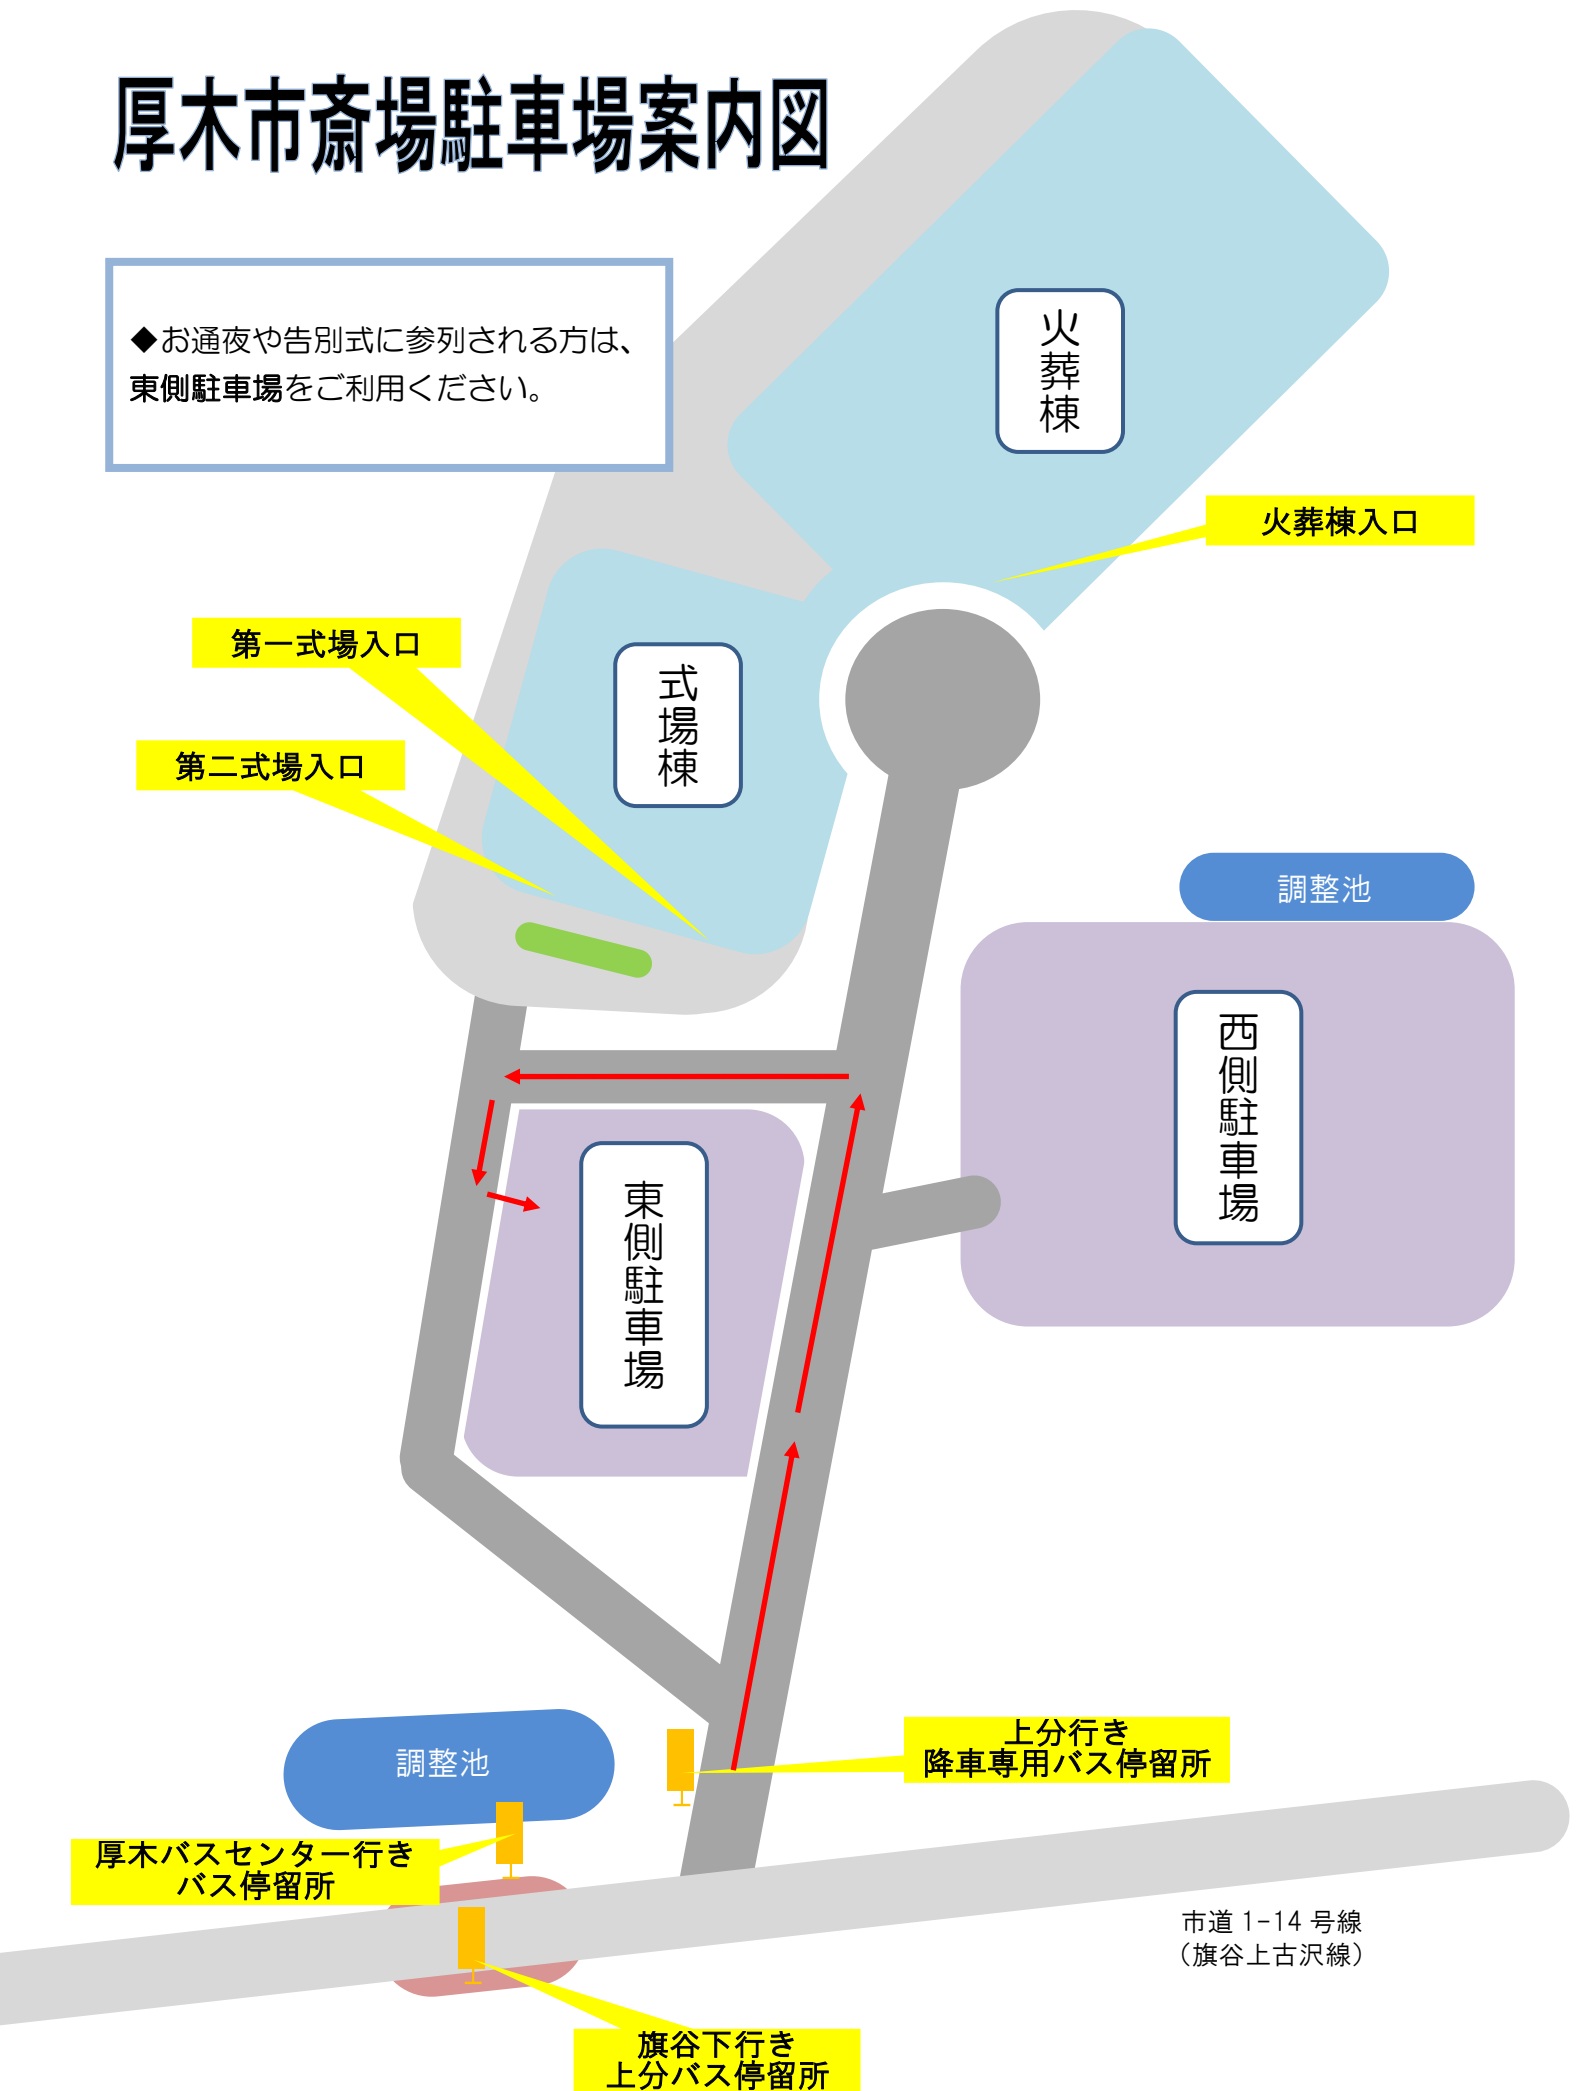 厚木市斎場駐車場案内図
◆お通夜や告別式に参列される方は、
東側駐車場をご利用ください。
火葬棟
火葬棟入口
第一式場入口
式場棟
第二式場入口
調整池
西側駐車場
東側駐車場
上分行き
降車専用バス停留所
調整池
厚木バスセンター行き
バス停留所
市道 1-14 号線
（旗谷上古沢線）
旗谷下行き
上分バス停留所